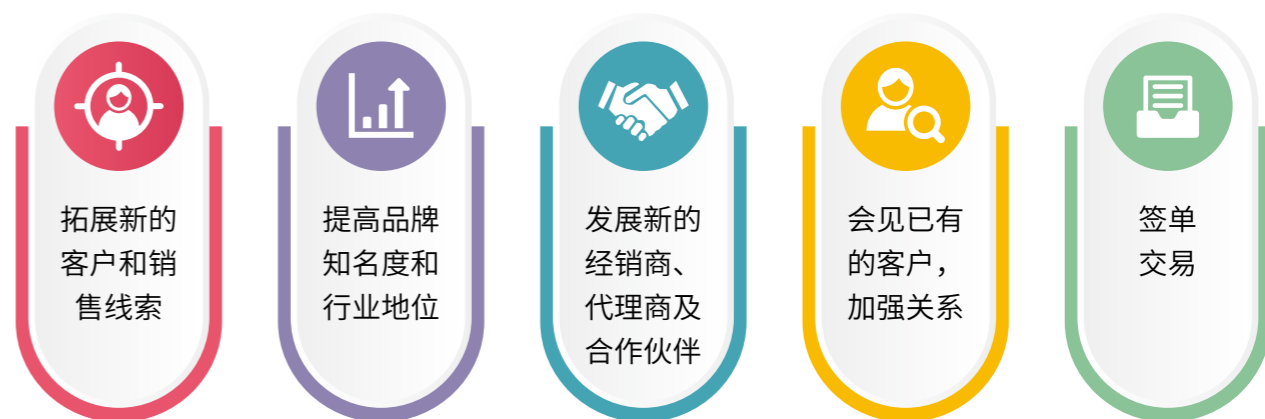 拓展新的
客户和销
售线索
提高品牌
知名度和
行业地位
发展新的
经销商、
代理商及
合作伙伴
会见已有
的客户，
加强关系
签单
交易